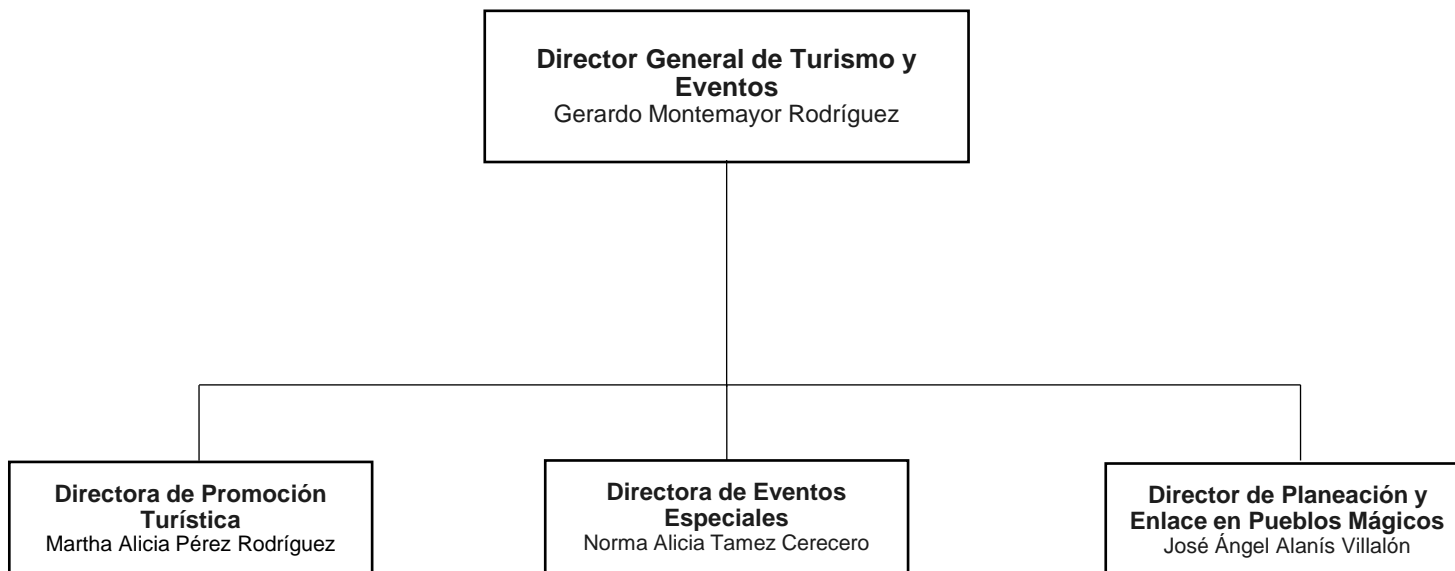 Director General de Turismo y
Eventos
Gerardo Montemayor Rodríguez
Directora de Promoción
Turística
Martha Alicia Pérez Rodríguez
Directora de Eventos
Especiales
Norma Alicia Tamez Cerecero
Director de Planeación y
Enlace en Pueblos Mágicos
José Ángel Alanís Villalón